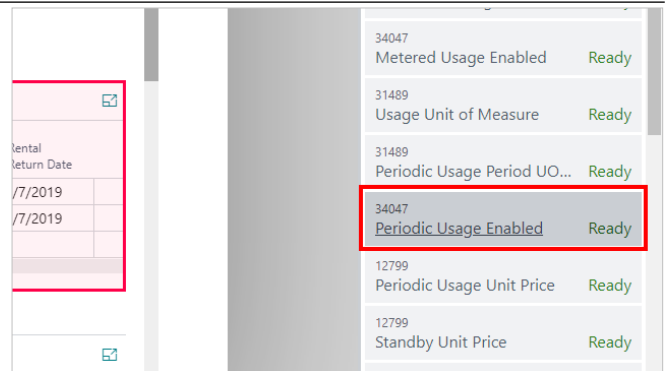 Rental
Return Date
/7/2019
/7/2019
34047
Metered Usage Enabled Ready
31489
Usage Unit of Measure Ready
31489
Periodic Usage Period UO... Ready
34047
Periodic Usage Enabled Ready
12799
Periodic Usage Unit Price Ready
12799
Standby Unit Price Ready